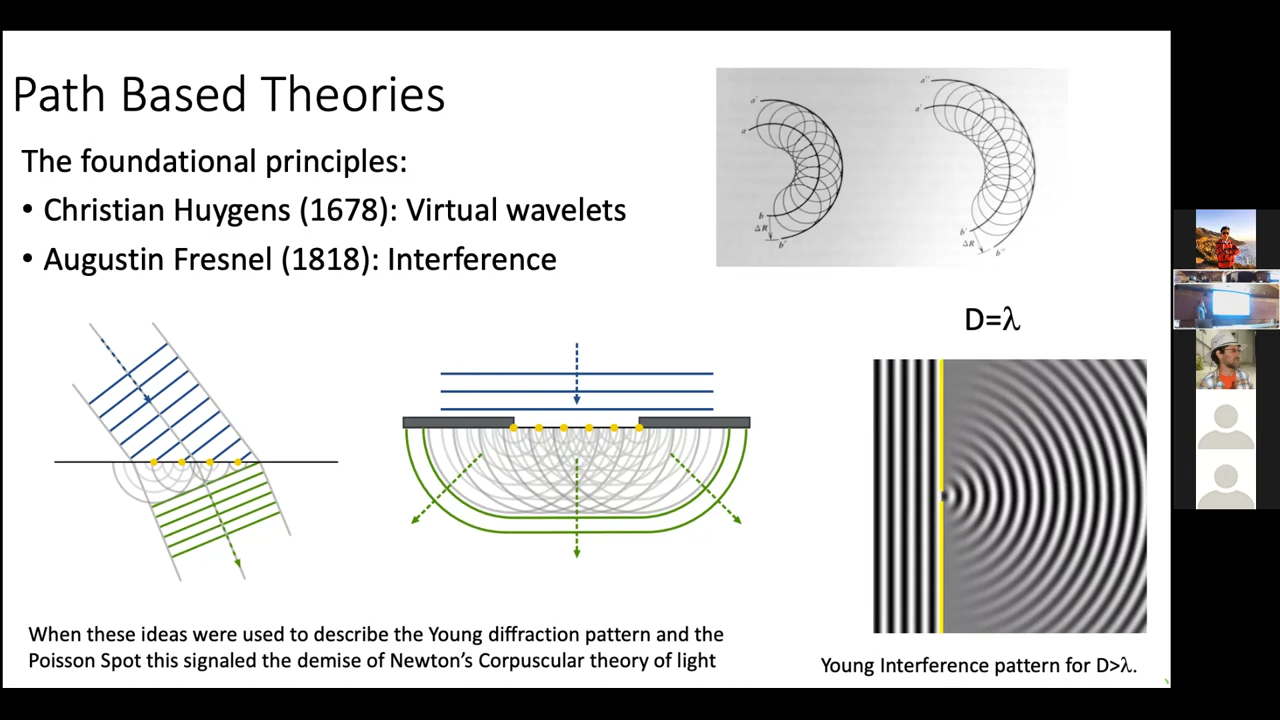 Path Based Theories
The foundational principles:
• Christian Huygens (1678): Virtual wavelets
• Augustin Fresnel (1818): Interference
a'
a
b
ΔR
b'
a''
a'
b'
ΔR
b''
D=λ
When these ideas were used to describe the Young diffraction pattern and the
Poisson Spot this signaled the demise of Newton's Corpuscular theory of light
Young Interference pattern for D>λ.